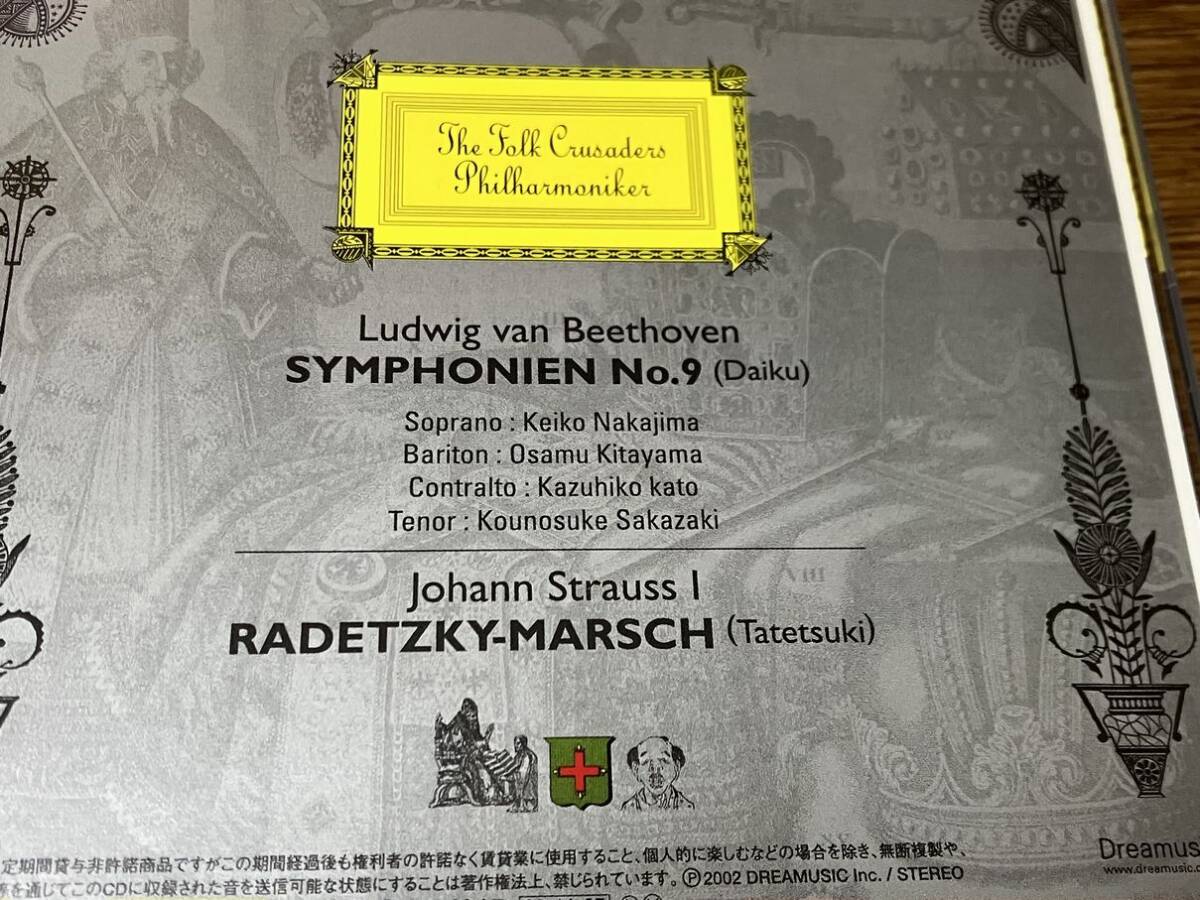 The Folk Crusaders
Philharmoniker
Ludwig van Beethoven
SYMPHONIEN No.9 (Daiku)
Soprano : Keiko Nakajima
Bariton : Osamu Kitayama
Contralto : Kazuhiko kato
Tenor : Kounosuke Sakazaki
Johann Strauss I
RADETZKY-MARSCH (Tatetsuki)
定期間貸与非許諾商品ですがこの期間経過後も権利者の許諾なく賃貸業に使用すること、個人的に楽しむなどの場合を除き、無断複製や、
を通じてこのCDに収録された音を送信可能な状態にすることは著作権法上、禁じられています。Ⓟ2002 DREAMUSIC Inc. / STEREO
Dreamus
www.dreamusic.c